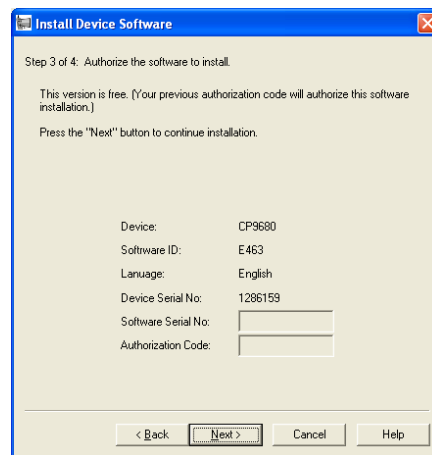 Install Device Software
Step 3 of 4: Authorize the software to install.
This version is free. (Your previous authorization code will authorize this software
installation.)
Press the "Next" button to continue installation.
Device: CP9680
Software ID: E463
Lanuage: English
Device Serial No: 1286159
Software Serial No:
Authorization Code:
< Back Next > Cancel Help